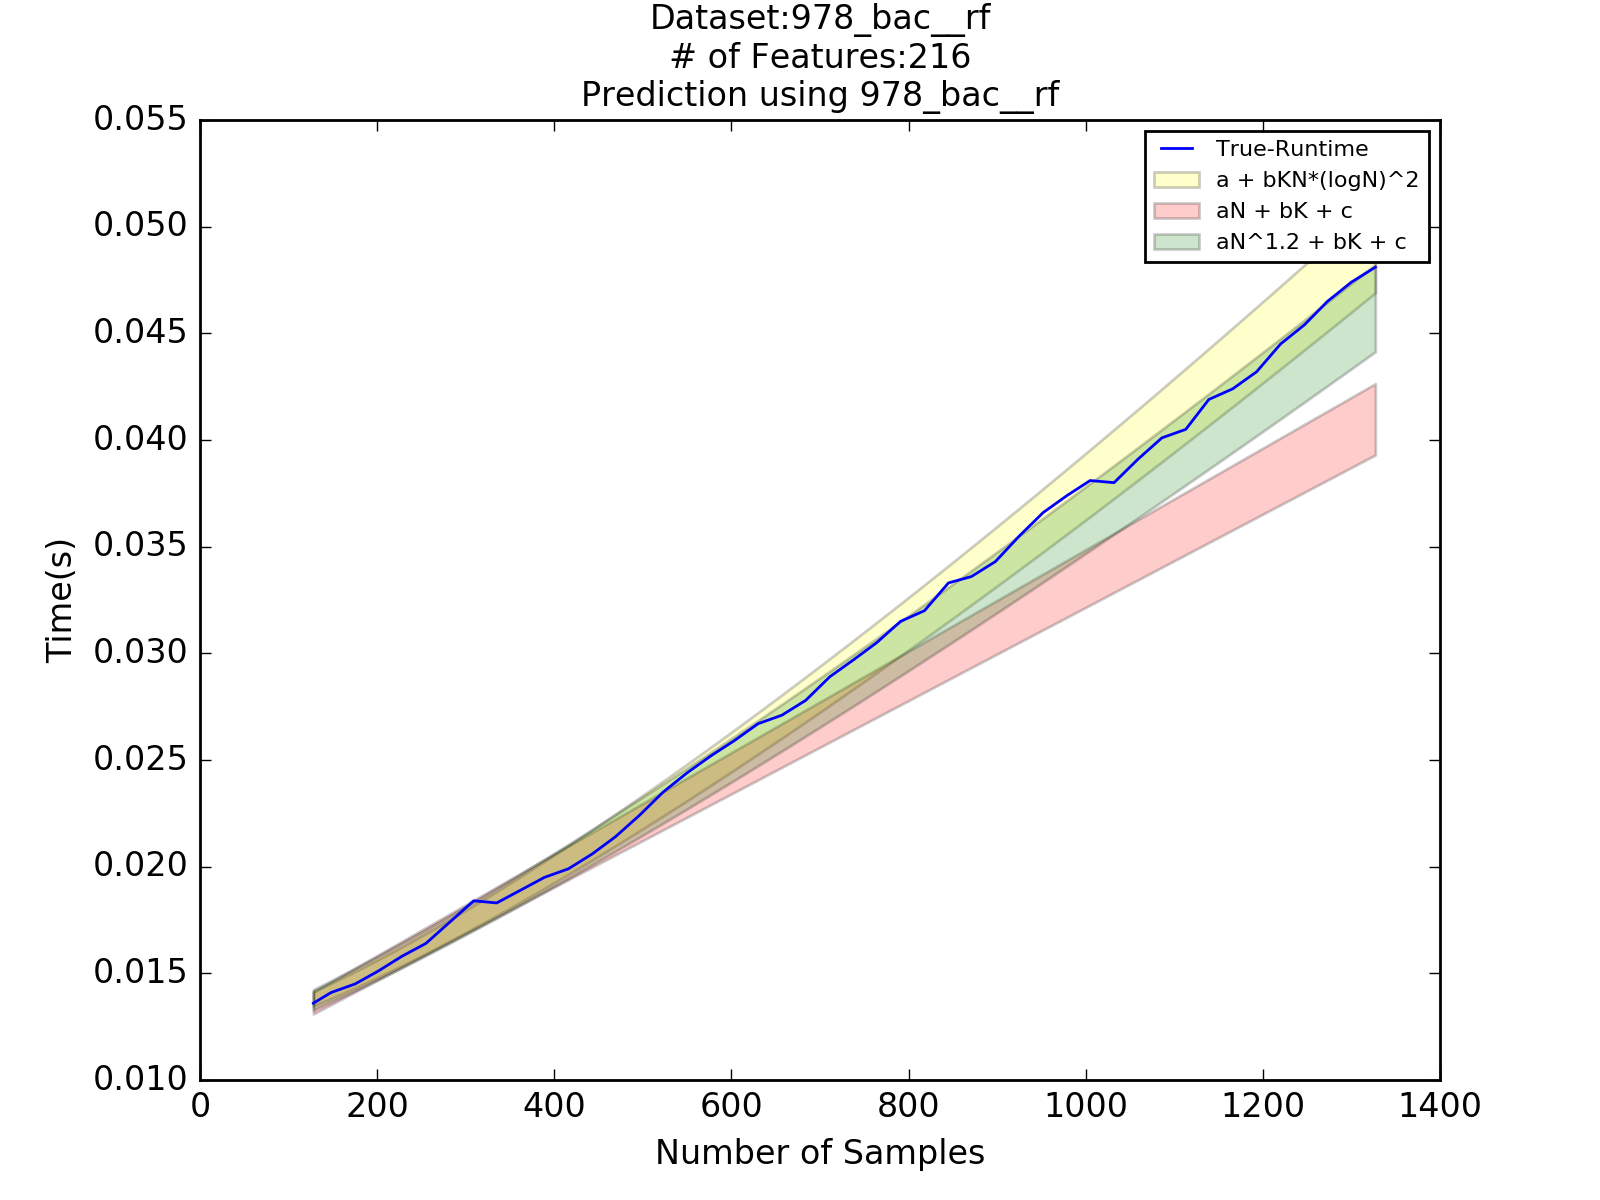 Dataset:978_bac__rf
# of Features:216
Prediction using 978_bac__rf
0.055
0.050
0.045
0.040
0.035
0.030
0.025
0.020
0.015
0.010
Time(s)
True-Runtime
a + bKN*(logN)^2
aN + bK + c
aN^1.2 + bK + c
0
200
400
600
800
1000
1200
1400
Number of Samples